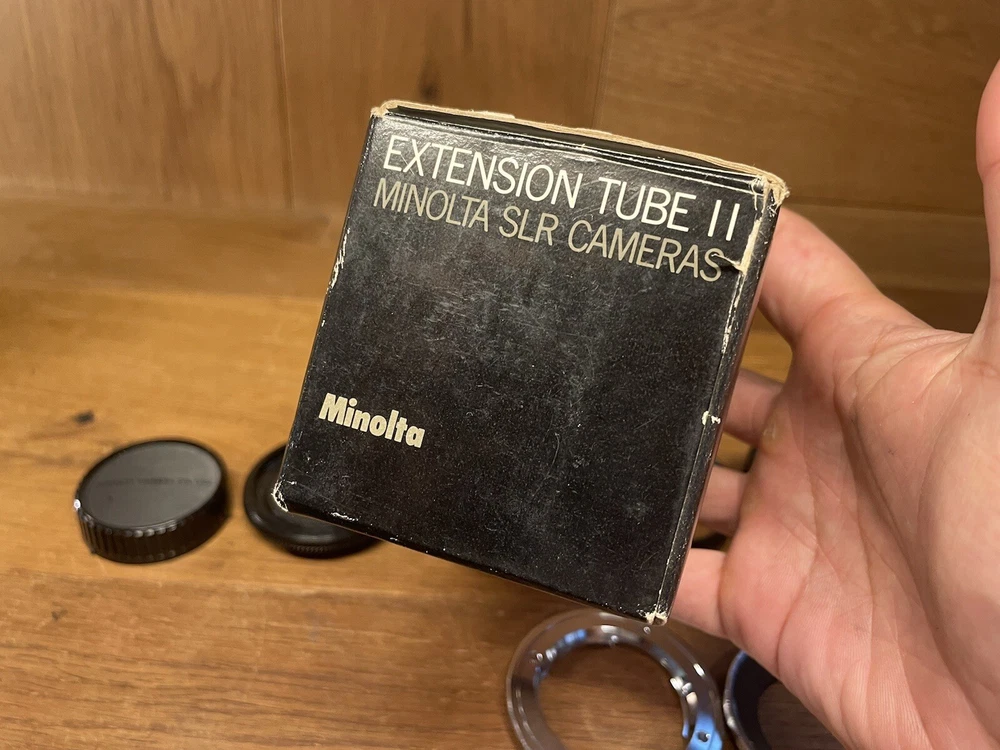 EXTENSION TUBE II
MINOLTA SLR CAMERAS
Minolta